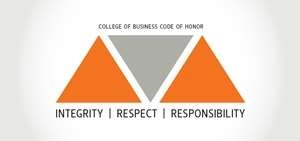 COLLEGE OF BUSINESS CODE OF HONOR
INTEGRITY | RESPECT | RESPONSIBILITY